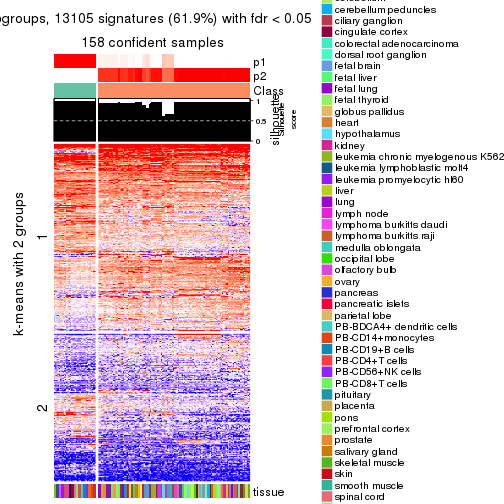 ogroups, 13105 signatures (61.9%) with fdr < 0.05
158 confident samples
p1
p2
Class
1
0.5
0
silhouette
score
k-means with 2 groups
1
2
tissue
cerebellum peduncles
ciliary ganglion
cingulate cortex
colorectal adenocarcinoma
dorsal root ganglion
fetal brain
fetal liver
fetal lung
fetal thyroid
globus pallidus
heart
hypothalamus
kidney
leukemia chronic myelogenous K562
leukemia lymphoblastic molt4
leukemia promyelocytic hl60
liver
lung
lymph node
lymphoma burkitts daudi
lymphoma burkitts raji
medulla oblongata
occipital lobe
olfactory bulb
ovary
pancreas
pancreatic islets
parietal lobe
PB-BDCA4+ dendritic cells
PB-CD14+monocytes
PB-CD19+B cells
PB-CD4+T cells
PB-CD56+NK cells
PB-CD8+T cells
pituitary
placenta
pons
prefrontal cortex
prostate
salivary gland
skeletal muscle
skin
smooth muscle
spinal cord